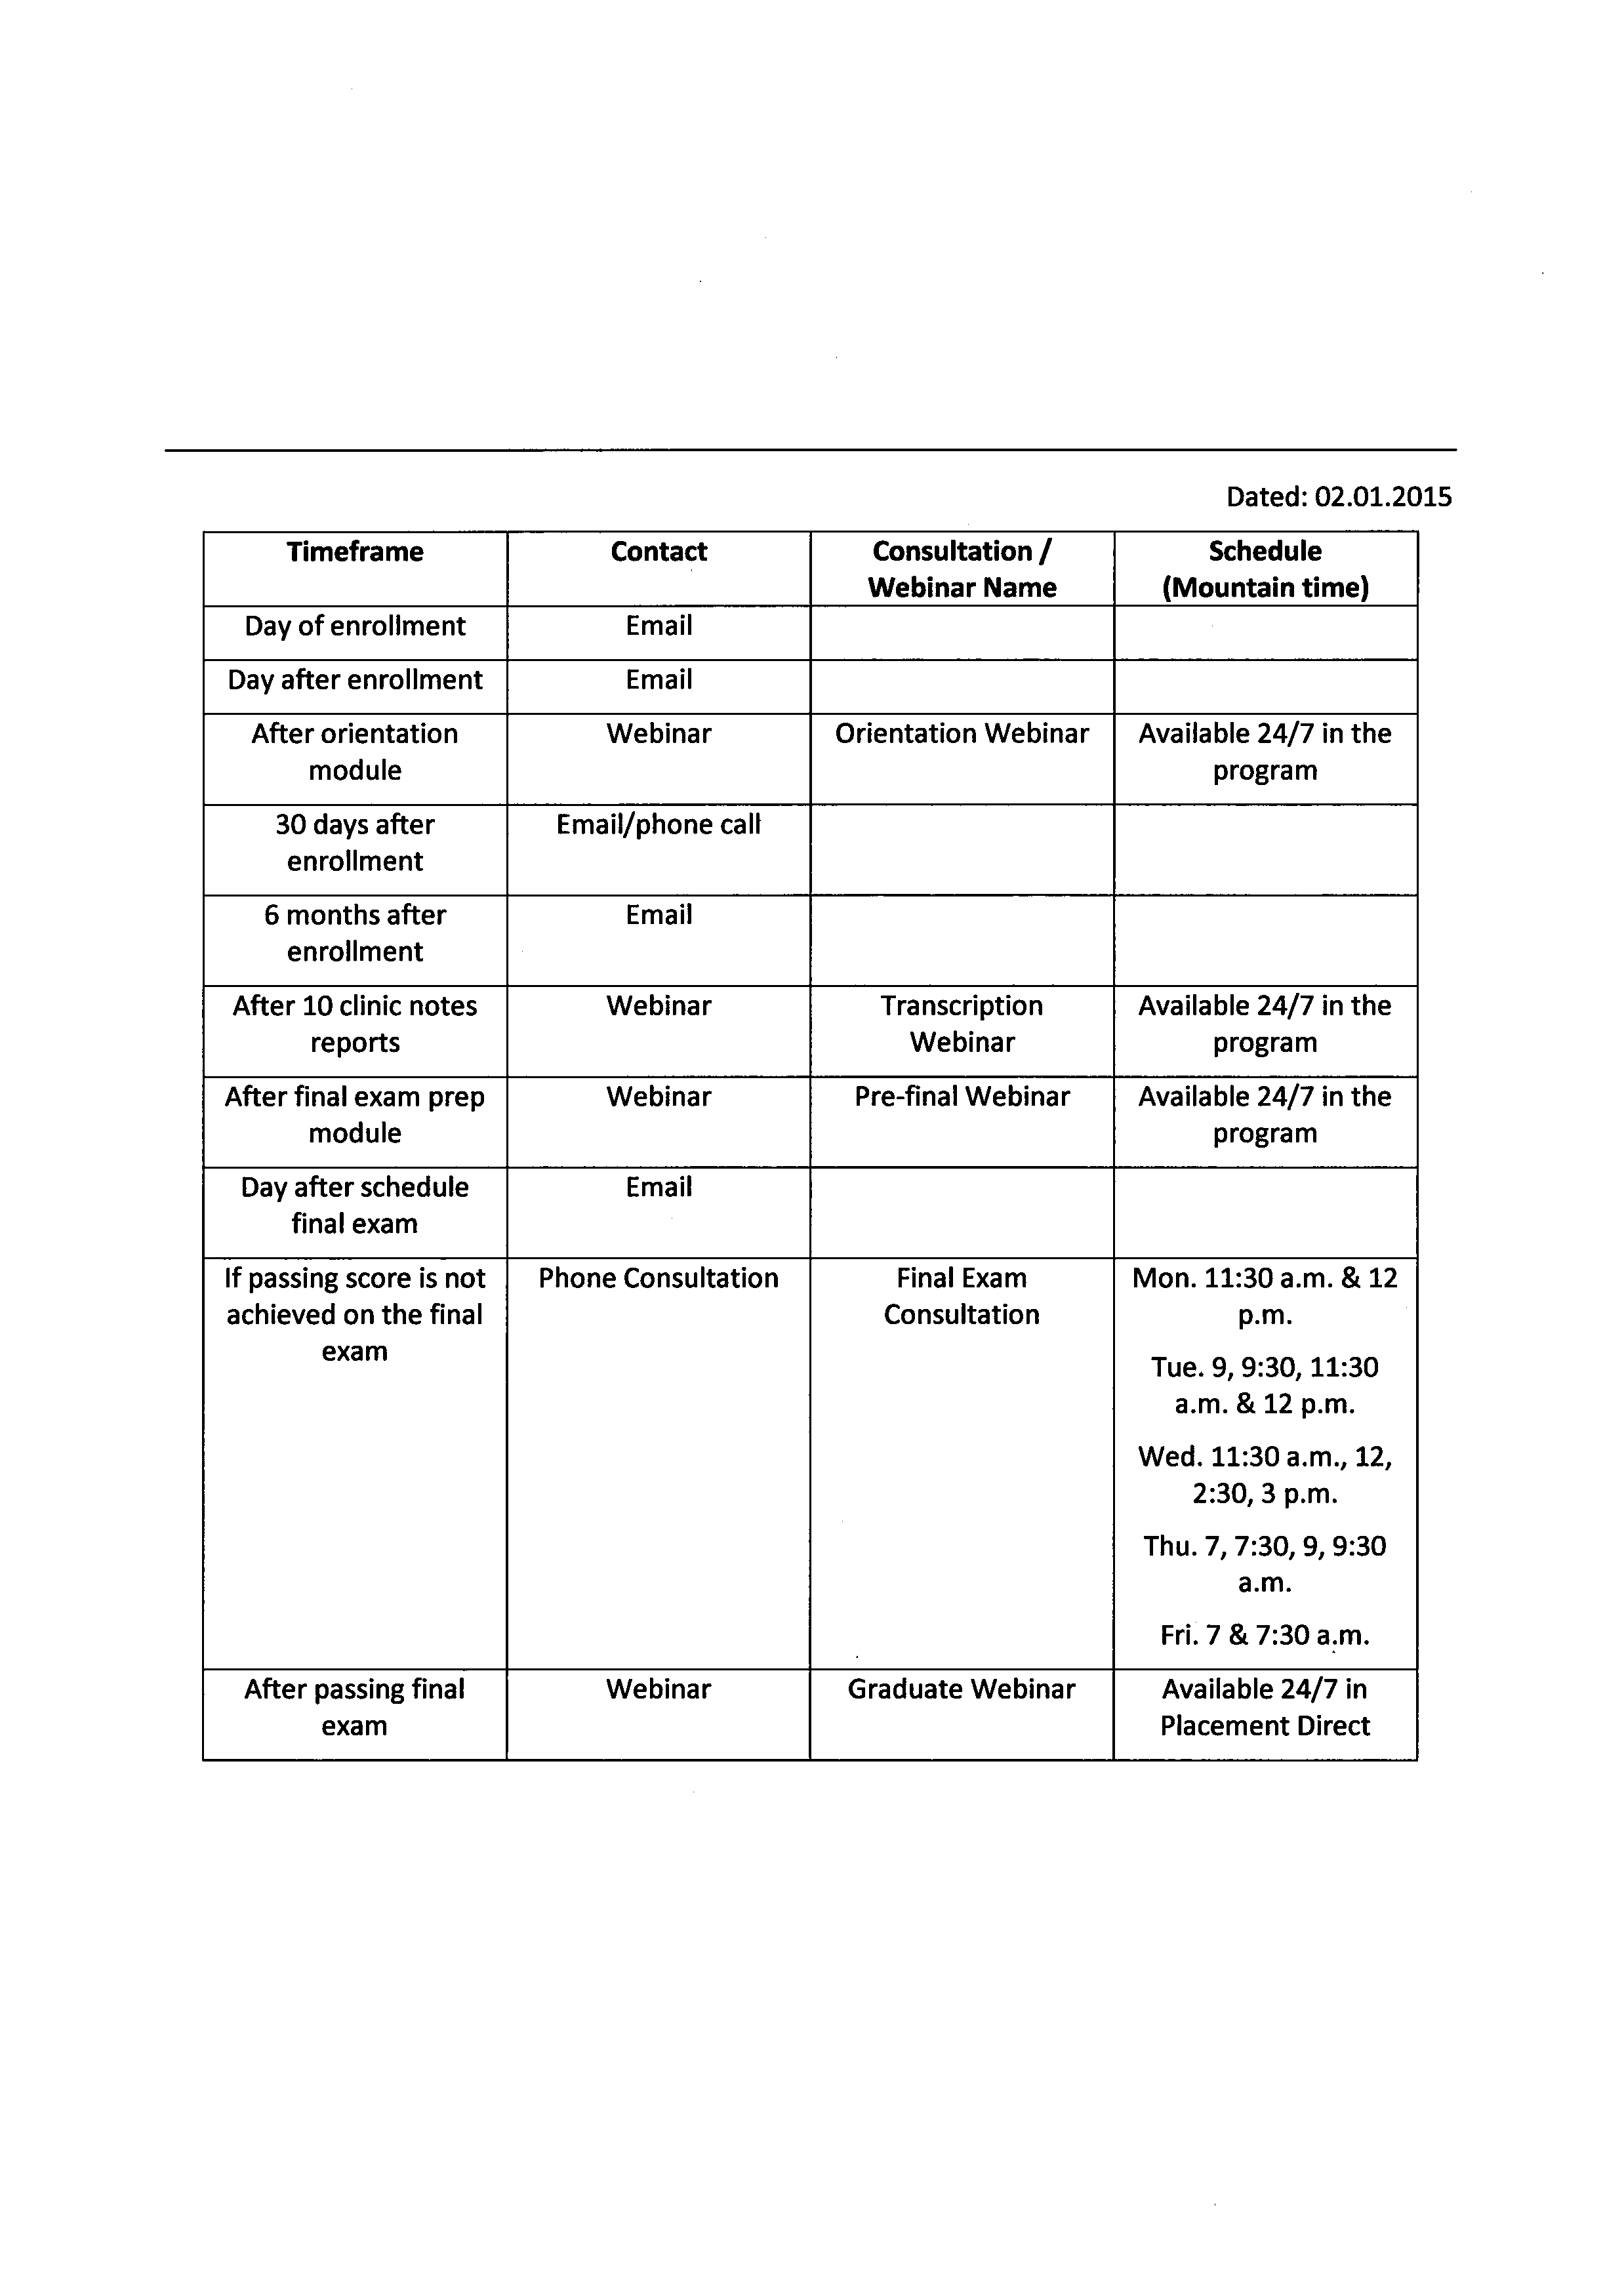 Dated: 02.01.2015
Timeframe Contact Consultation / Schedule
Webinar Name (Mountain time)
Day of enrollment Email
Day after enrollment Email
After orientation Webinar Orientation Webinar Available 24/7 in the
module program
30 days after Email/phone call
enrollment
6 months after Email
enrollment
After 10 clinic notes Webinar Transcription Available 24/7 in the
reports Webinar program
After final exam prep Webinar Pre-final Webinar Available 24/7 in the
module program
Day after schedule Email
final exam
If passing score is not Phone Consultation Final Exam Mon. 11:30 a.m. & 12
achieved on the final Consultation p.m.
exam
Tue. 9, 9:30, 11:30
a.m. & 12 p.m.
Wed. 11:30 a.m., 12,
2:30, 3 p.m.
Thu. 7, 7:30, 9, 9:30
a.m.
Fri. 7 & 7:30 a.m.
After passing final Webinar Graduate Webinar Available 24/7 in
exam Placement Direct